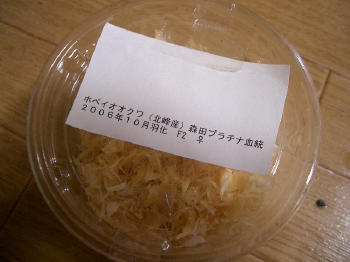 ホペイオオクワ（北峰産）森田プラチナ血統
２００６年１０月羽化　F2　♀